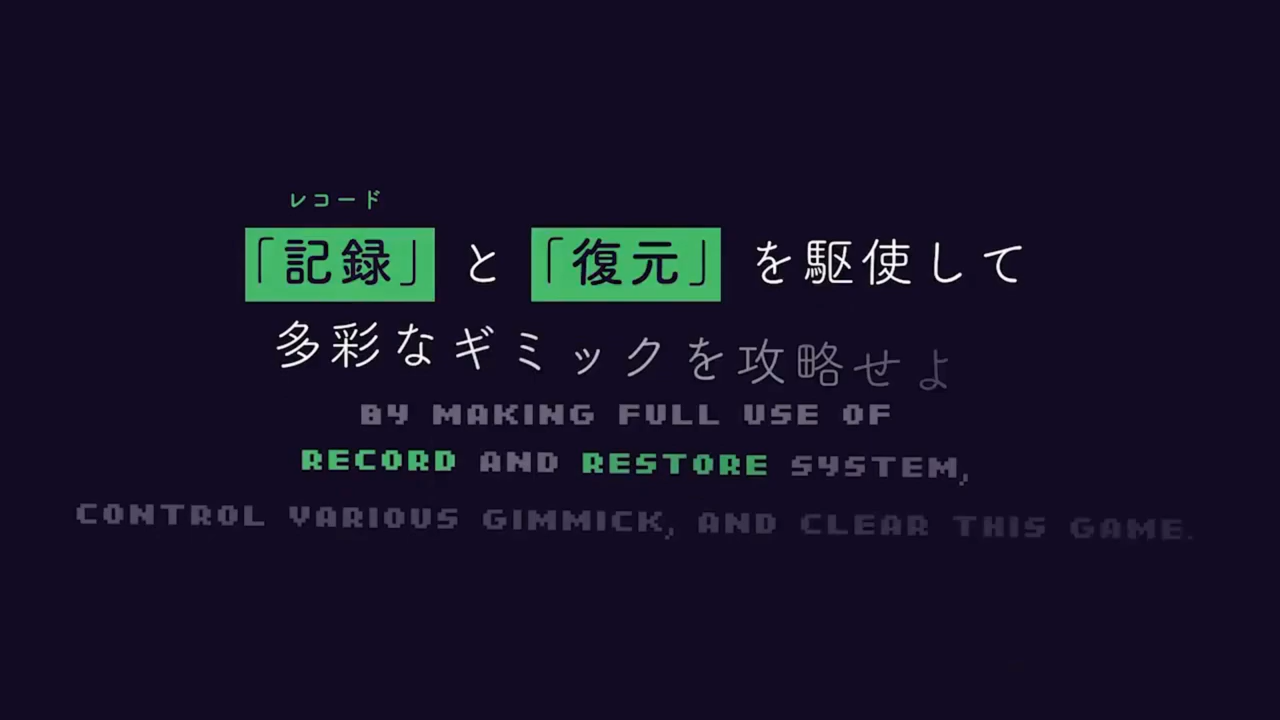 レコード
「記録」と「復元」を駆使して
多彩なギミックを攻略せよ
BY MAKING FULL USE OF
RECORD AND RESTORE SYSTEM,
CONTROL VARIOUS GIMMICK, AND CLEAR THIS GAME.